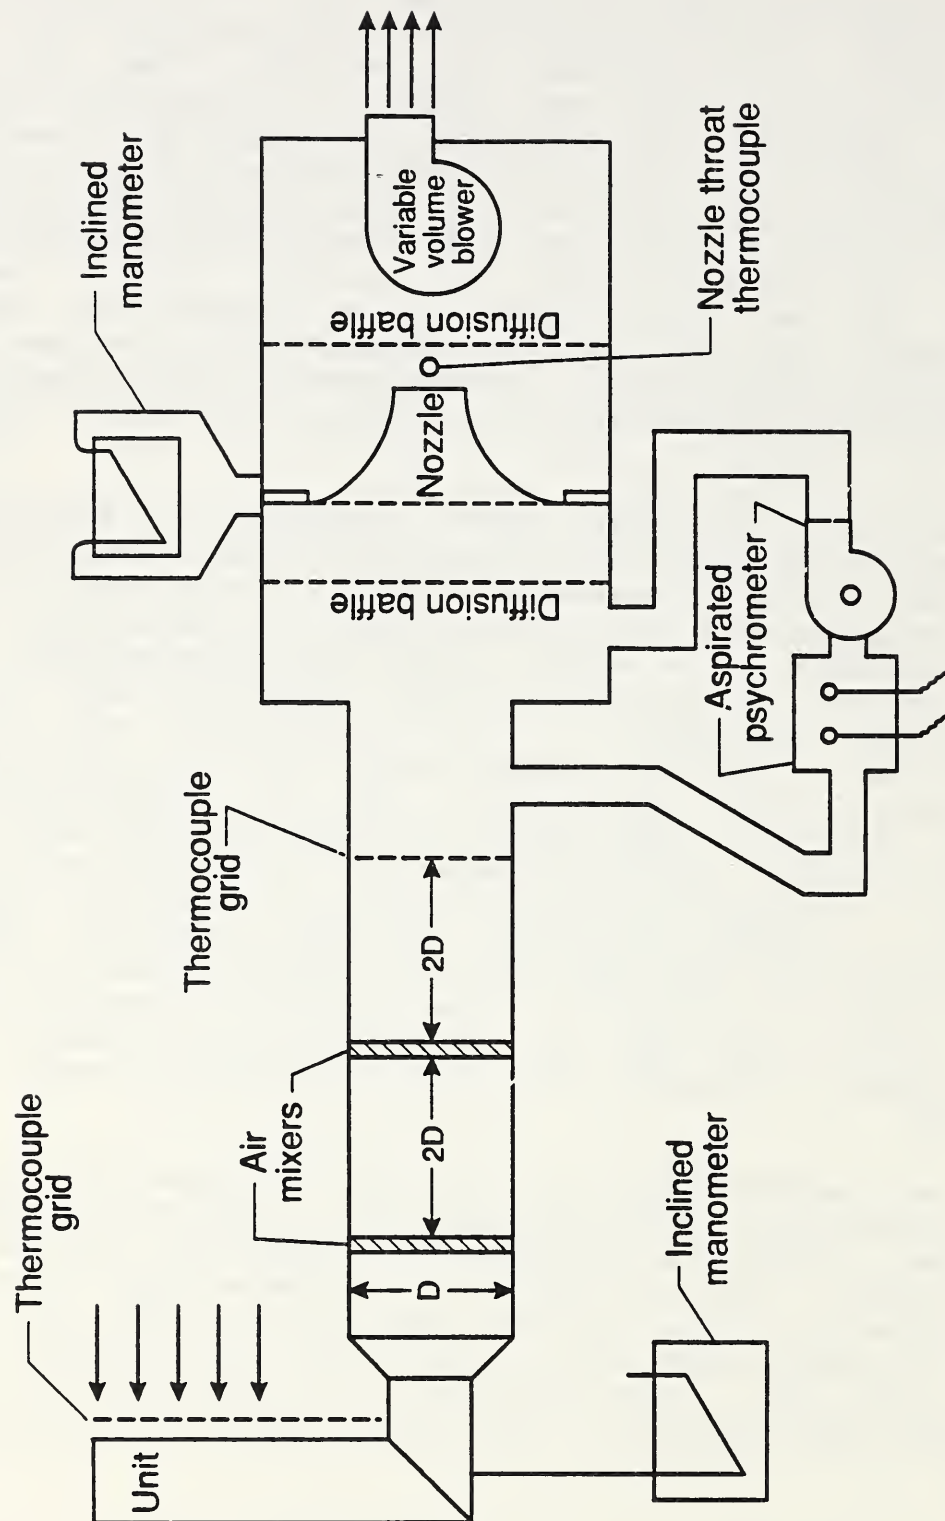 Thermocouple
grid
Unit
Air
mixers
D
2D
2D
Thermocouple
grid
Inclined
manometer
Inclined
manometer
Diffusion baffle
Nozzle
Diffusion baffle
Variable
volume
blower
Nozzle throat
thermocouple
Aspirated
psychrometer